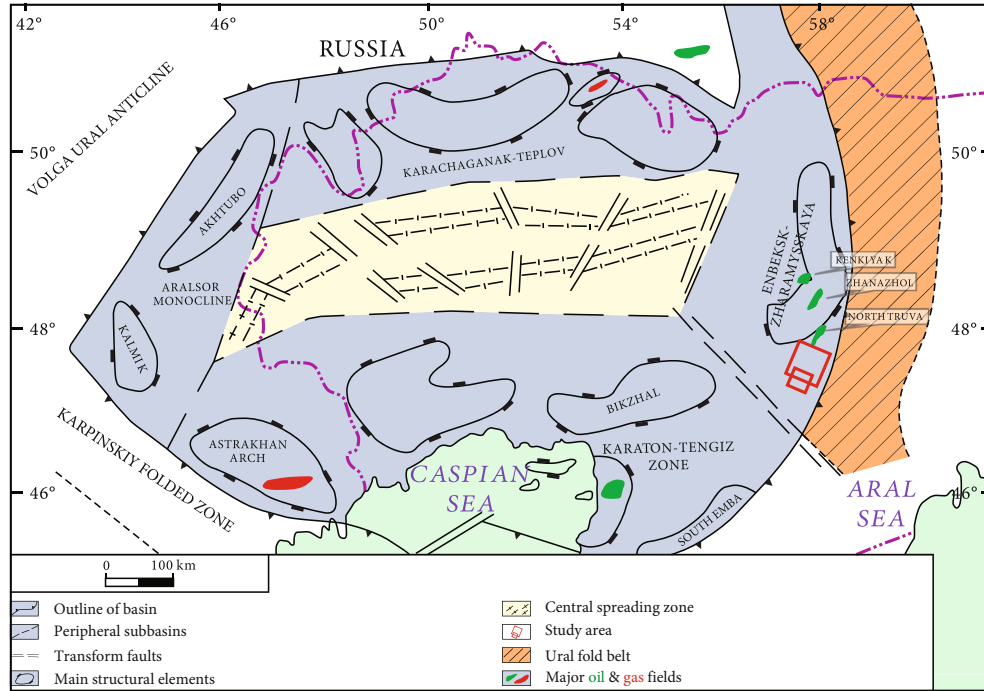 42°
46°
50°
54°
58°
RUSSIA
VOLGA URAL ANTICLINE
50°
50°
KARACHAGANAK-TEPLOV
AKHTUBO
ENBEKSK-
ZHARAMYSSKAYA
KENKIYAK
ZHANAZHOL
NORTH TRUVA
ARALSOR
MONOCLINE
48°
48°
KALMIK
BIKZHAL
KARPINSKIY FOLDED ZONE
ASTRAKHAN
ARCH
KARATON-TENGIZ
ZONE
CASPIAN
SEA
46°
46°
ARAL
SEA
SOUTH EMBA
0 100 km
Outline of basin
Peripheral subbasins
Transform faults
Main structural elements
Central spreading zone
Study area
Ural fold belt
Major oil & gas fields